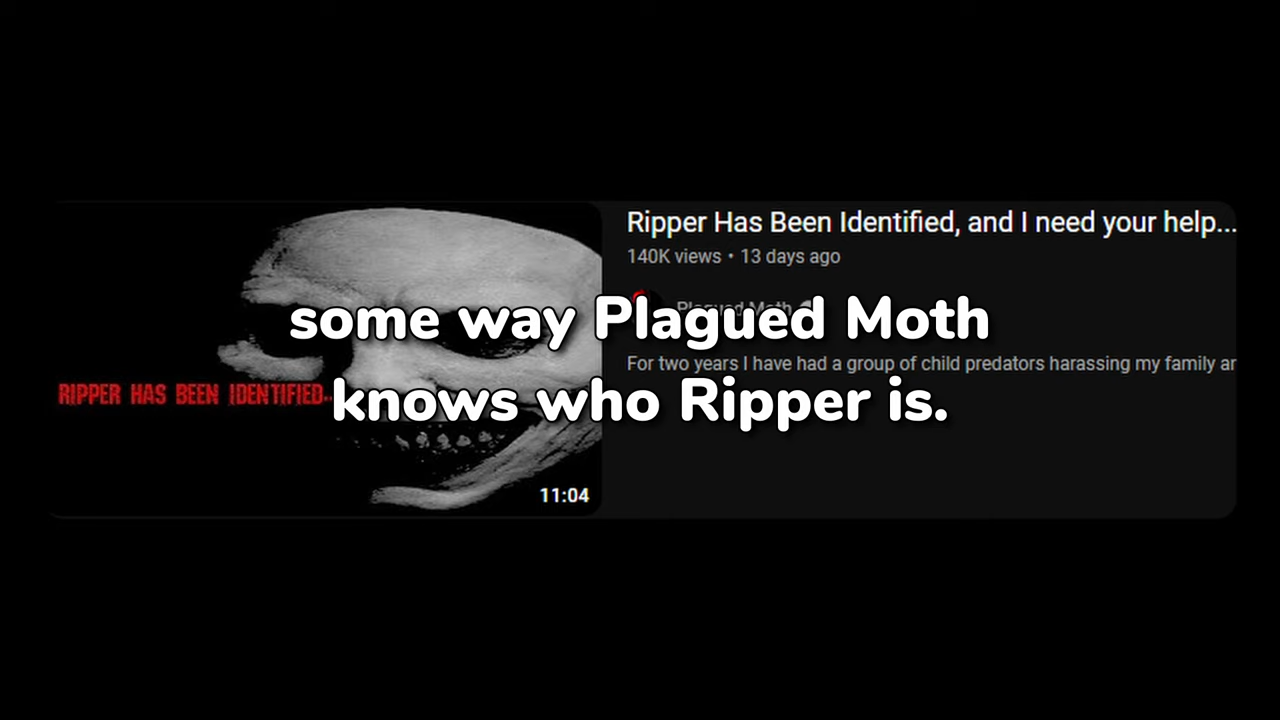 Ripper Has Been Identified, and I need your help...
140K views • 13 days ago
Plagued Moth
some way Plagued Moth
For two years I have had a group of child predators harassing my family ar
RIPPER HAS BEEN IDENTIFIED..
knows who Ripper is.
11:04